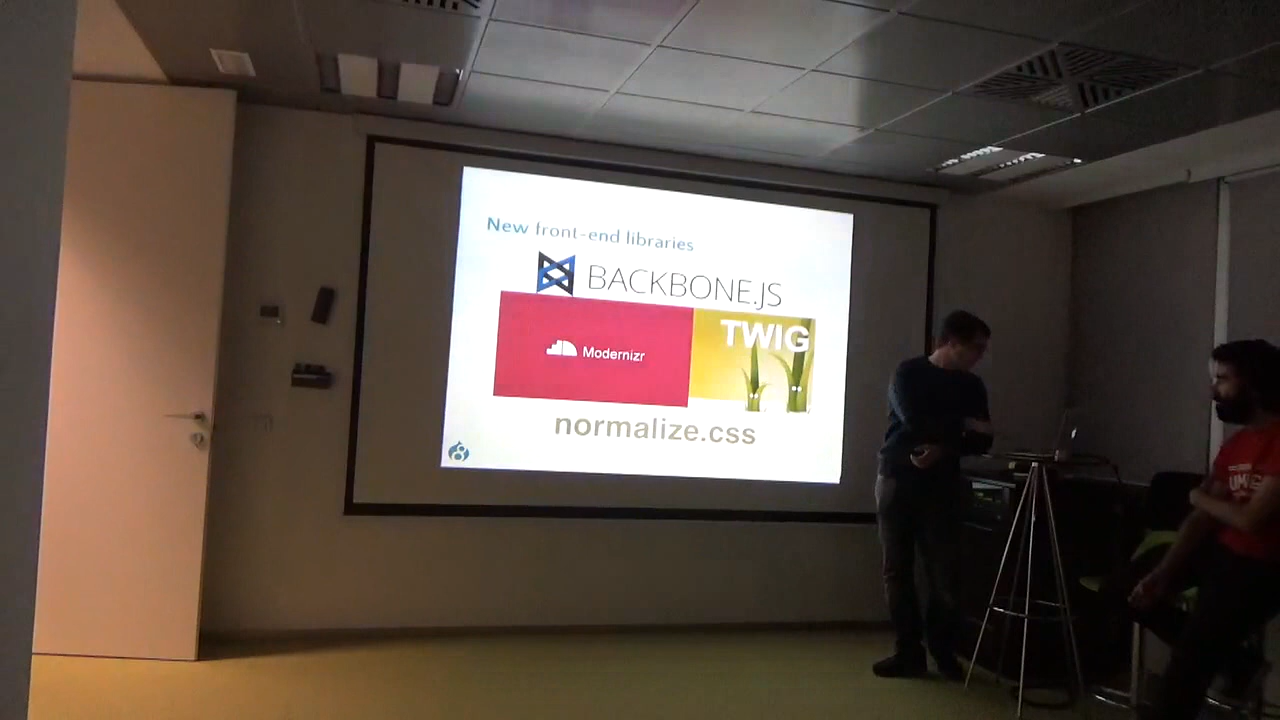 New front-end libraries
BACKBONE.JS
Modernizr
TWIG
normalize.css